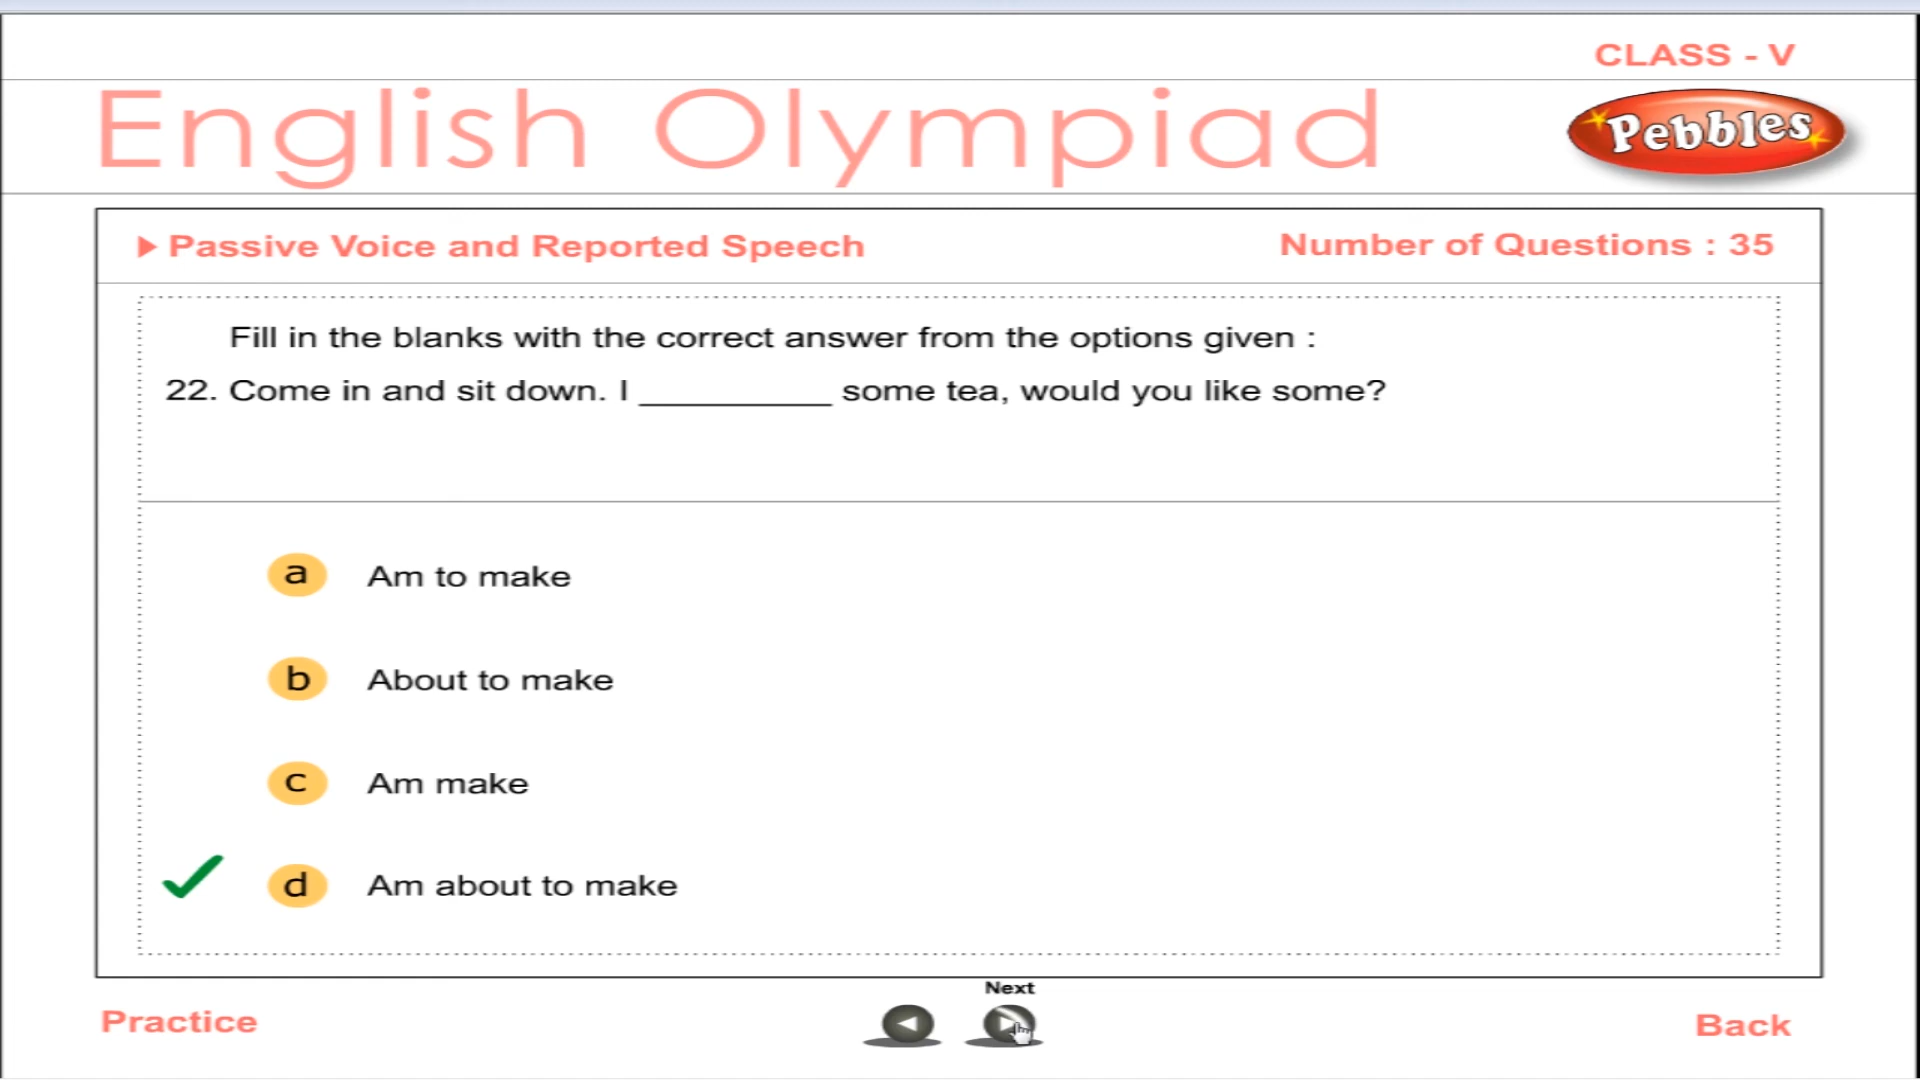 CLASS - V
English Olympiad
Pebbles
Passive Voice and Reported Speech
Number of Questions : 35
Fill in the blanks with the correct answer from the options given :
22. Come in and sit down. I __________ some tea, would you like some?
a Am to make
b About to make
c Am make
d Am about to make
Next
Practice
Back